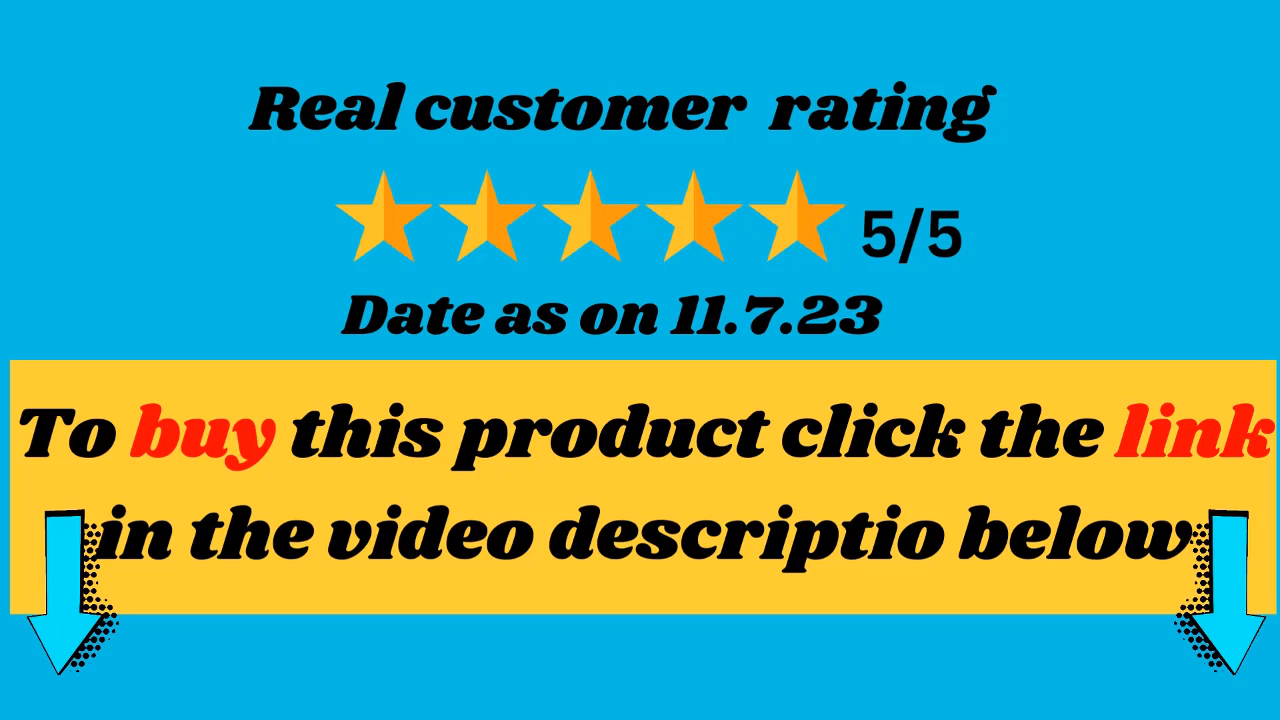 Real customer rating
5/5
Date as on 11.7.23
To buy this product click the link
in the video descriptio below